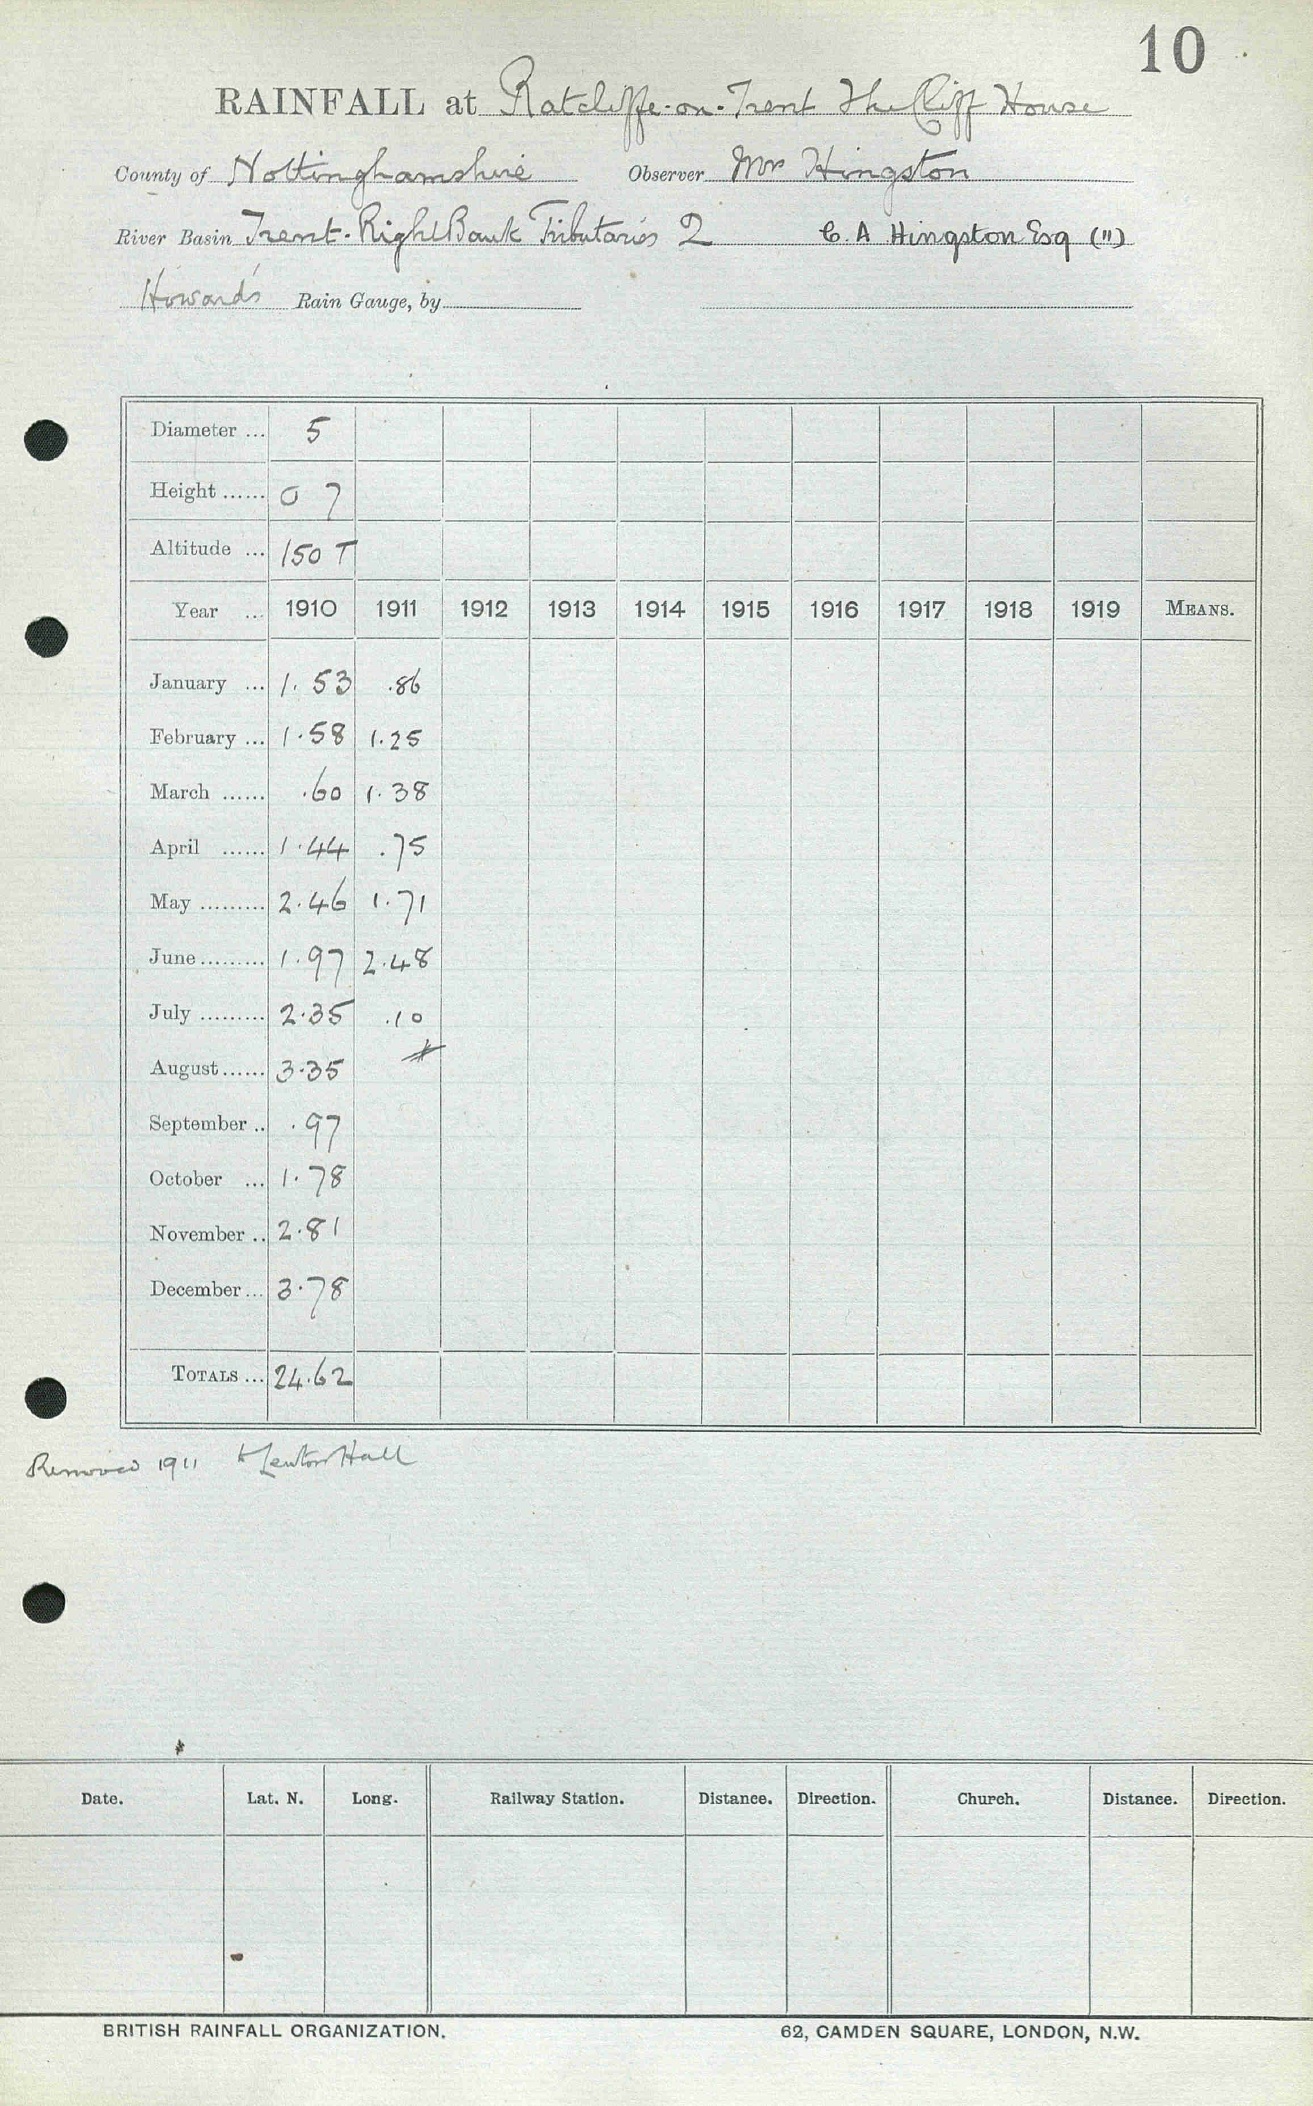 10
RAINFALL at Ratcliffe-on-Trent The Cliff House
County of Nottinghamshire Observer Mr Hingston
River Basin Trent-Right Bank Tributaries 2 C. A Hingston Esq (")
Howard's Rain Gauge, by
Diameter ... 5
Height ...... 0 7
Altitude ... 150 T
Year ... 1910 1911 1912 1913 1914 1915 1916 1917 1918 1919 MEANS.
January ... 1.53 .86
February ... 1.58 1.25
March ...... .60 1.38
April ...... 1.44 .75
May ......... 2.46 1.71
June ......... 1.97 2.48
July ......... 2.35 .10
August ...... 3.35
September .. .97
October ... 1.78
November .. 2.81
December ... 3.78
TOTALS ... 24.62
Removed 1911 to Lenton Hall
Date. Lat. N. Long. Railway Station. Distance. Direction. Church. Distance. Direction.
BRITISH RAINFALL ORGANIZATION. 62, CAMDEN SQUARE, LONDON, N.W.